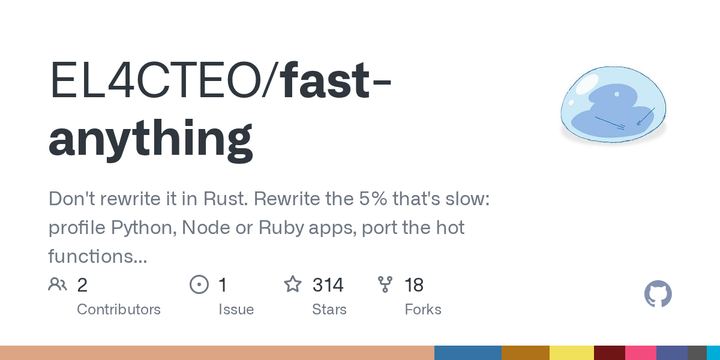 EL4CTEO/fast-
anything
Don't rewrite it in Rust. Rewrite the 5% that's slow:
profile Python, Node or Ruby apps, port the hot
functions...
2 1 314 18
Contributors Issue Stars Forks